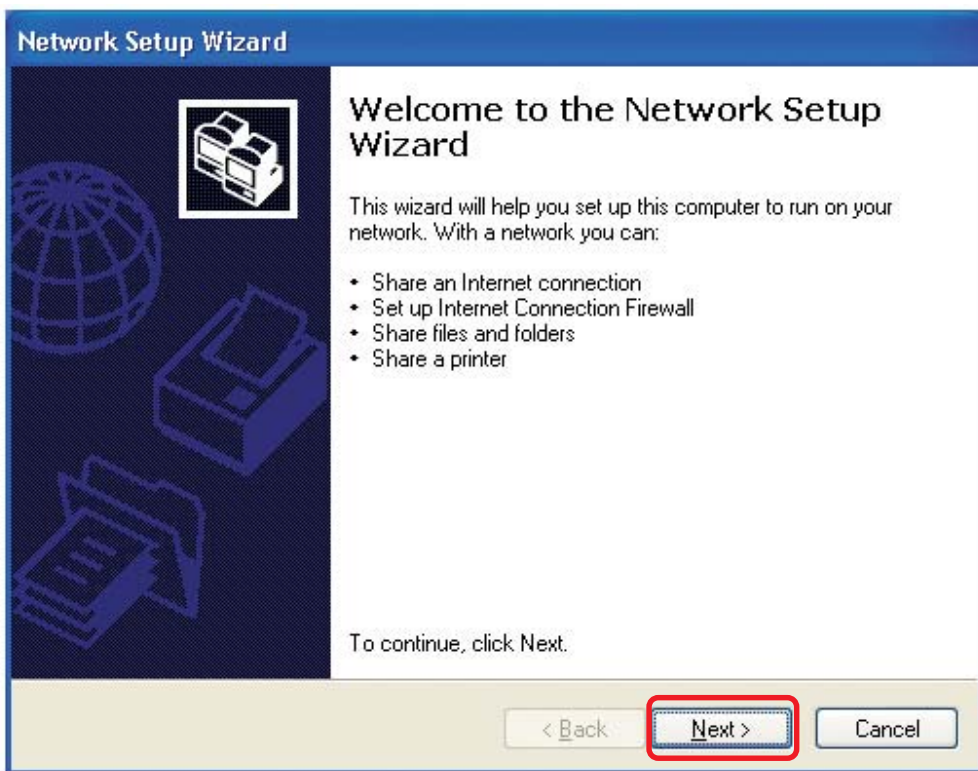 Network Setup Wizard
Welcome to the Network Setup
Wizard
This wizard will help you set up this computer to run on your
network. With a network you can:
• Share an Internet connection
• Set up Internet Connection Firewall
• Share files and folders
• Share a printer
To continue, click Next.
< Back
Next >
Cancel